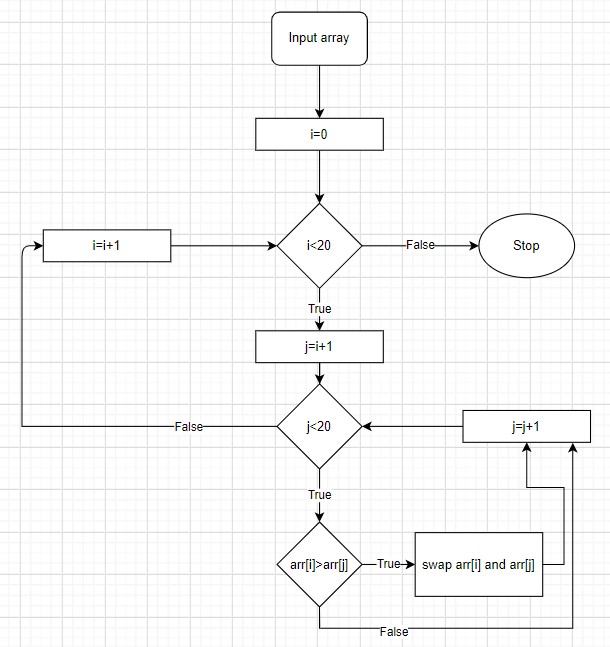 Input array
i=0
i=i+1
i<20
False
Stop
True
j=i+1
False
j<20
j=j+1
True
arr[i]>arr[j]
True
swap arr[i] and arr[j]
False